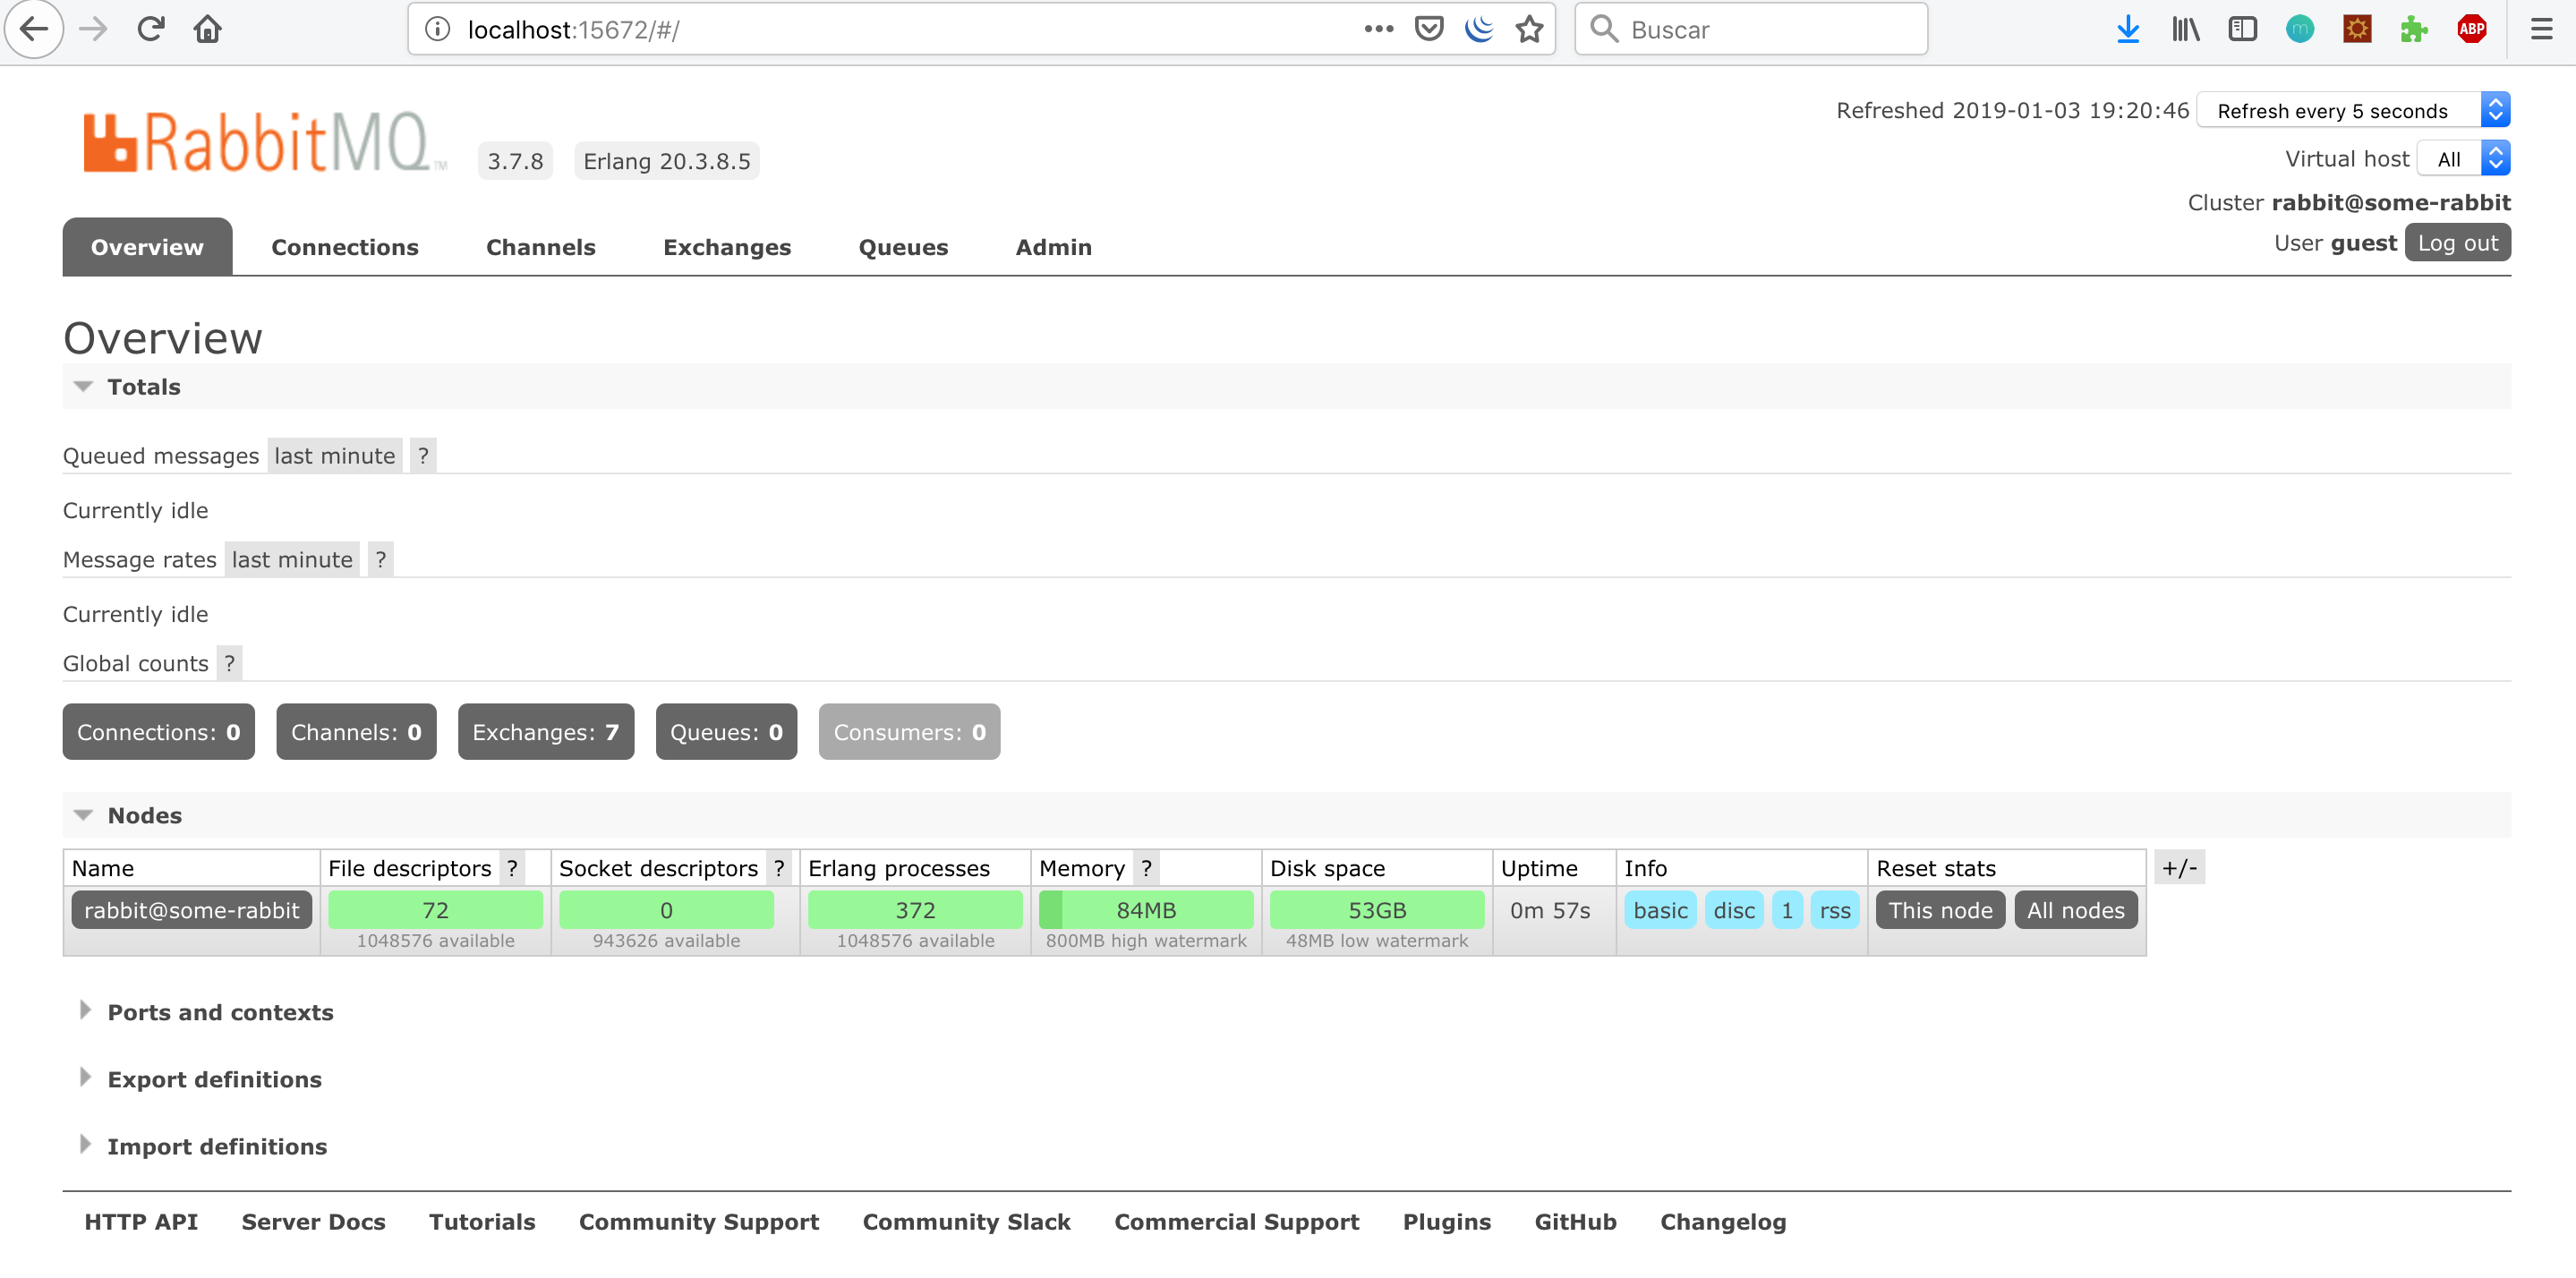 localhost:15672/#/
Buscar
m
ABP
RabbitMQ TM
3.7.8
Erlang 20.3.8.5
Refreshed 2019-01-03 19:20:46
Refresh every 5 seconds
Virtual host All
Cluster rabbit@some-rabbit
User guest Log out
Overview Connections Channels Exchanges Queues Admin
Overview
Totals
Queued messages last minute ?
Currently idle
Message rates last minute ?
Currently idle
Global counts ?
Connections: 0 Channels: 0 Exchanges: 7 Queues: 0 Consumers: 0
Nodes
Name File descriptors ? Socket descriptors ? Erlang processes Memory ? Disk space Uptime Info Reset stats +/-
rabbit@some-rabbit 72 0 372 84MB 53GB 0m 57s basic disc 1 rss This node All nodes
1048576 available 943626 available 1048576 available 800MB high watermark 48MB low watermark
Ports and contexts
Export definitions
Import definitions
HTTP API Server Docs Tutorials Community Support Community Slack Commercial Support Plugins GitHub Changelog